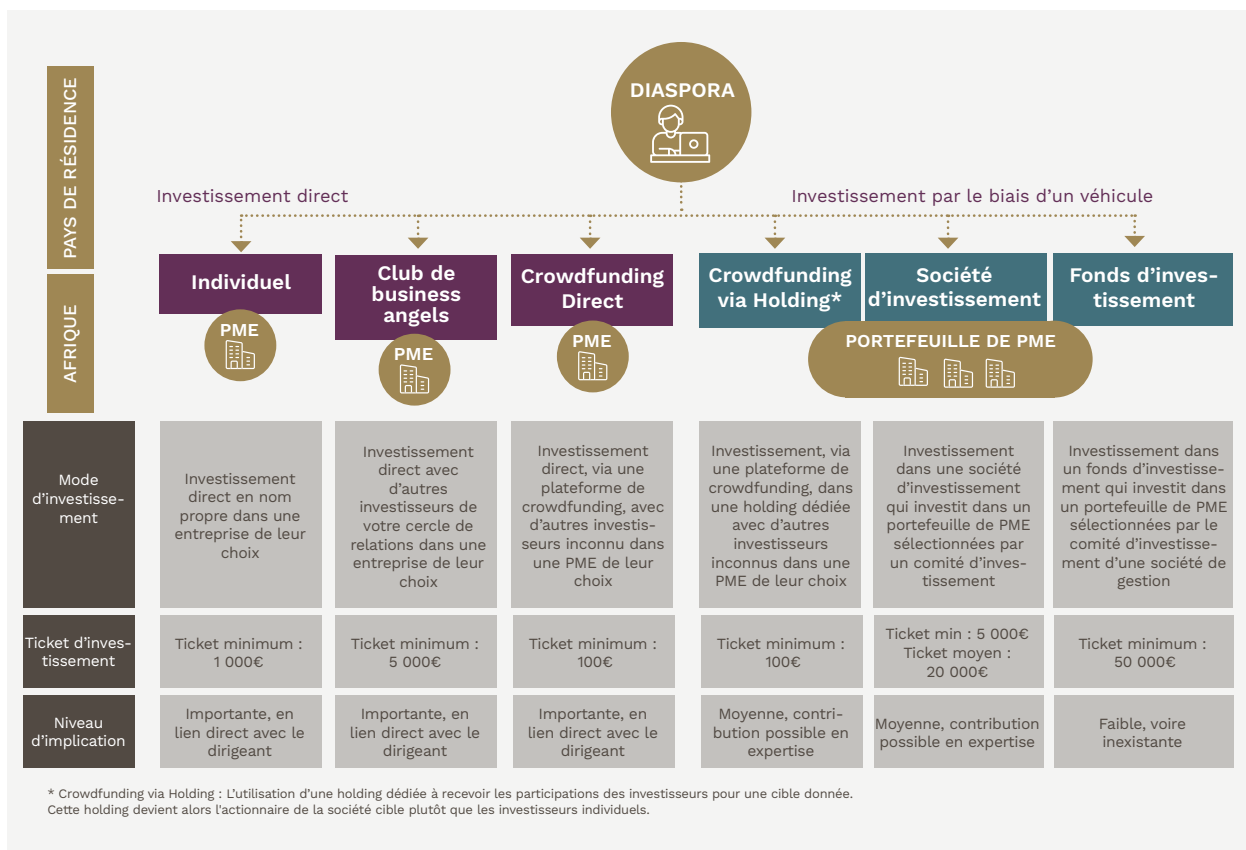 DIASPORA
PAYS DE RÉSIDENCE
AFRIQUE
Investissement direct
Investissement par le biais d’un véhicule
Individuel
Club de
business
angels
Crowdfunding
Direct
Crowdfunding
via Holding*
Société
d’investissement
Fonds d’inves-
tissement
PME
PME
PME
PORTEFEUILLE DE PME
Mode
d’investisse-
ment
Investissement
direct en nom
propre dans une
entreprise de leur
choix
Investissement
direct avec
d’autres
investisseurs de
votre cercle de
relations dans une
entreprise de leur
choix
Investissement
direct, via une
plateforme de
crowdfunding, avec
d’autres investis-
seurs inconnu dans
une PME de leur
choix
Investissement, via
une plateforme de
crowdfunding, dans
une holding dédiée
avec d’autres
investisseurs
inconnus dans une
PME de leur choix
Investissement
dans une société
d’investissement
qui investit dans un
portefeuille de PME
sélectionnées par
un comité d’inves-
tissement
Investissement dans
un fonds d’investisse-
ment qui investit dans
un portefeuille de PME
sélectionnées par le
comité d’investisse-
ment d’une société de
gestion
Ticket d’inves-
tissement
Ticket minimum :
1 000€
Ticket minimum :
5 000€
Ticket minimum :
100€
Ticket minimum :
100€
Ticket min : 5 000€
Ticket moyen :
20 000€
Ticket minimum :
50 000€
Niveau
d’implication
Importante, en
lien direct avec le
dirigeant
Importante, en
lien direct avec le
dirigeant
Importante, en
lien direct avec le
dirigeant
Moyenne, contri-
bution possible en
expertise
Moyenne, contribution
possible en expertise
Faible, voire
inexistante
* Crowdfunding via Holding : L’utilisation d’une holding dédiée à recevoir les participations des investisseurs pour une cible donnée.
Cette holding devient alors l'actionnaire de la société cible plutôt que les investisseurs individuels.